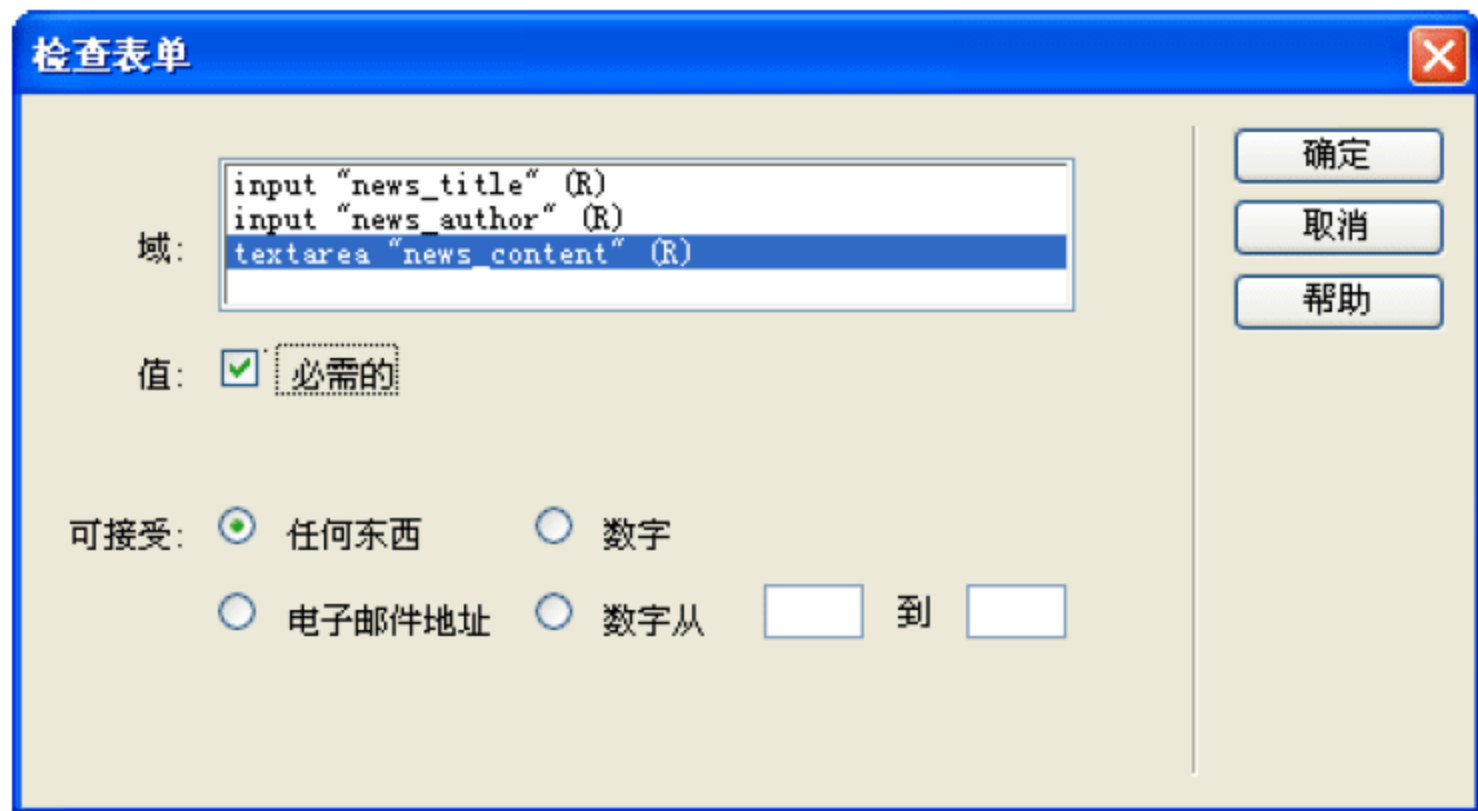 检查表单
确定
取消
帮助
域:
input "news_title" (R)
input "news_author" (R)
textarea "news_content" (R)
值: 必需的
可接受: 任何东西 数字
电子邮件地址 数字从 到